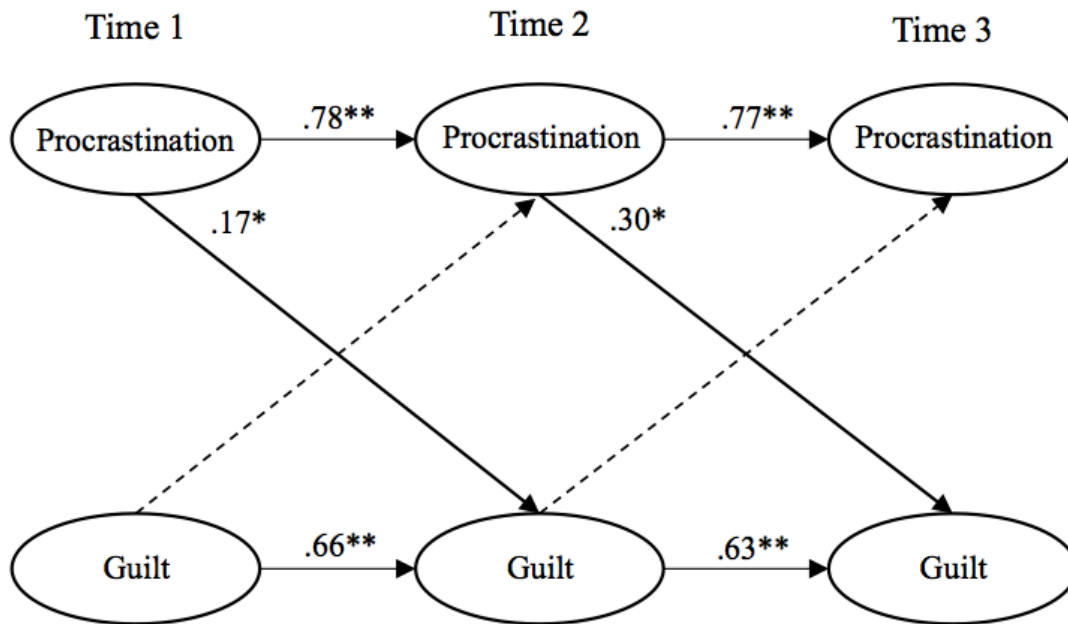 Time 1
Time 2
Time 3
Procrastination
.78**
Procrastination
.77**
Procrastination
.17*
.30*
Guilt
.66**
Guilt
.63**
Guilt